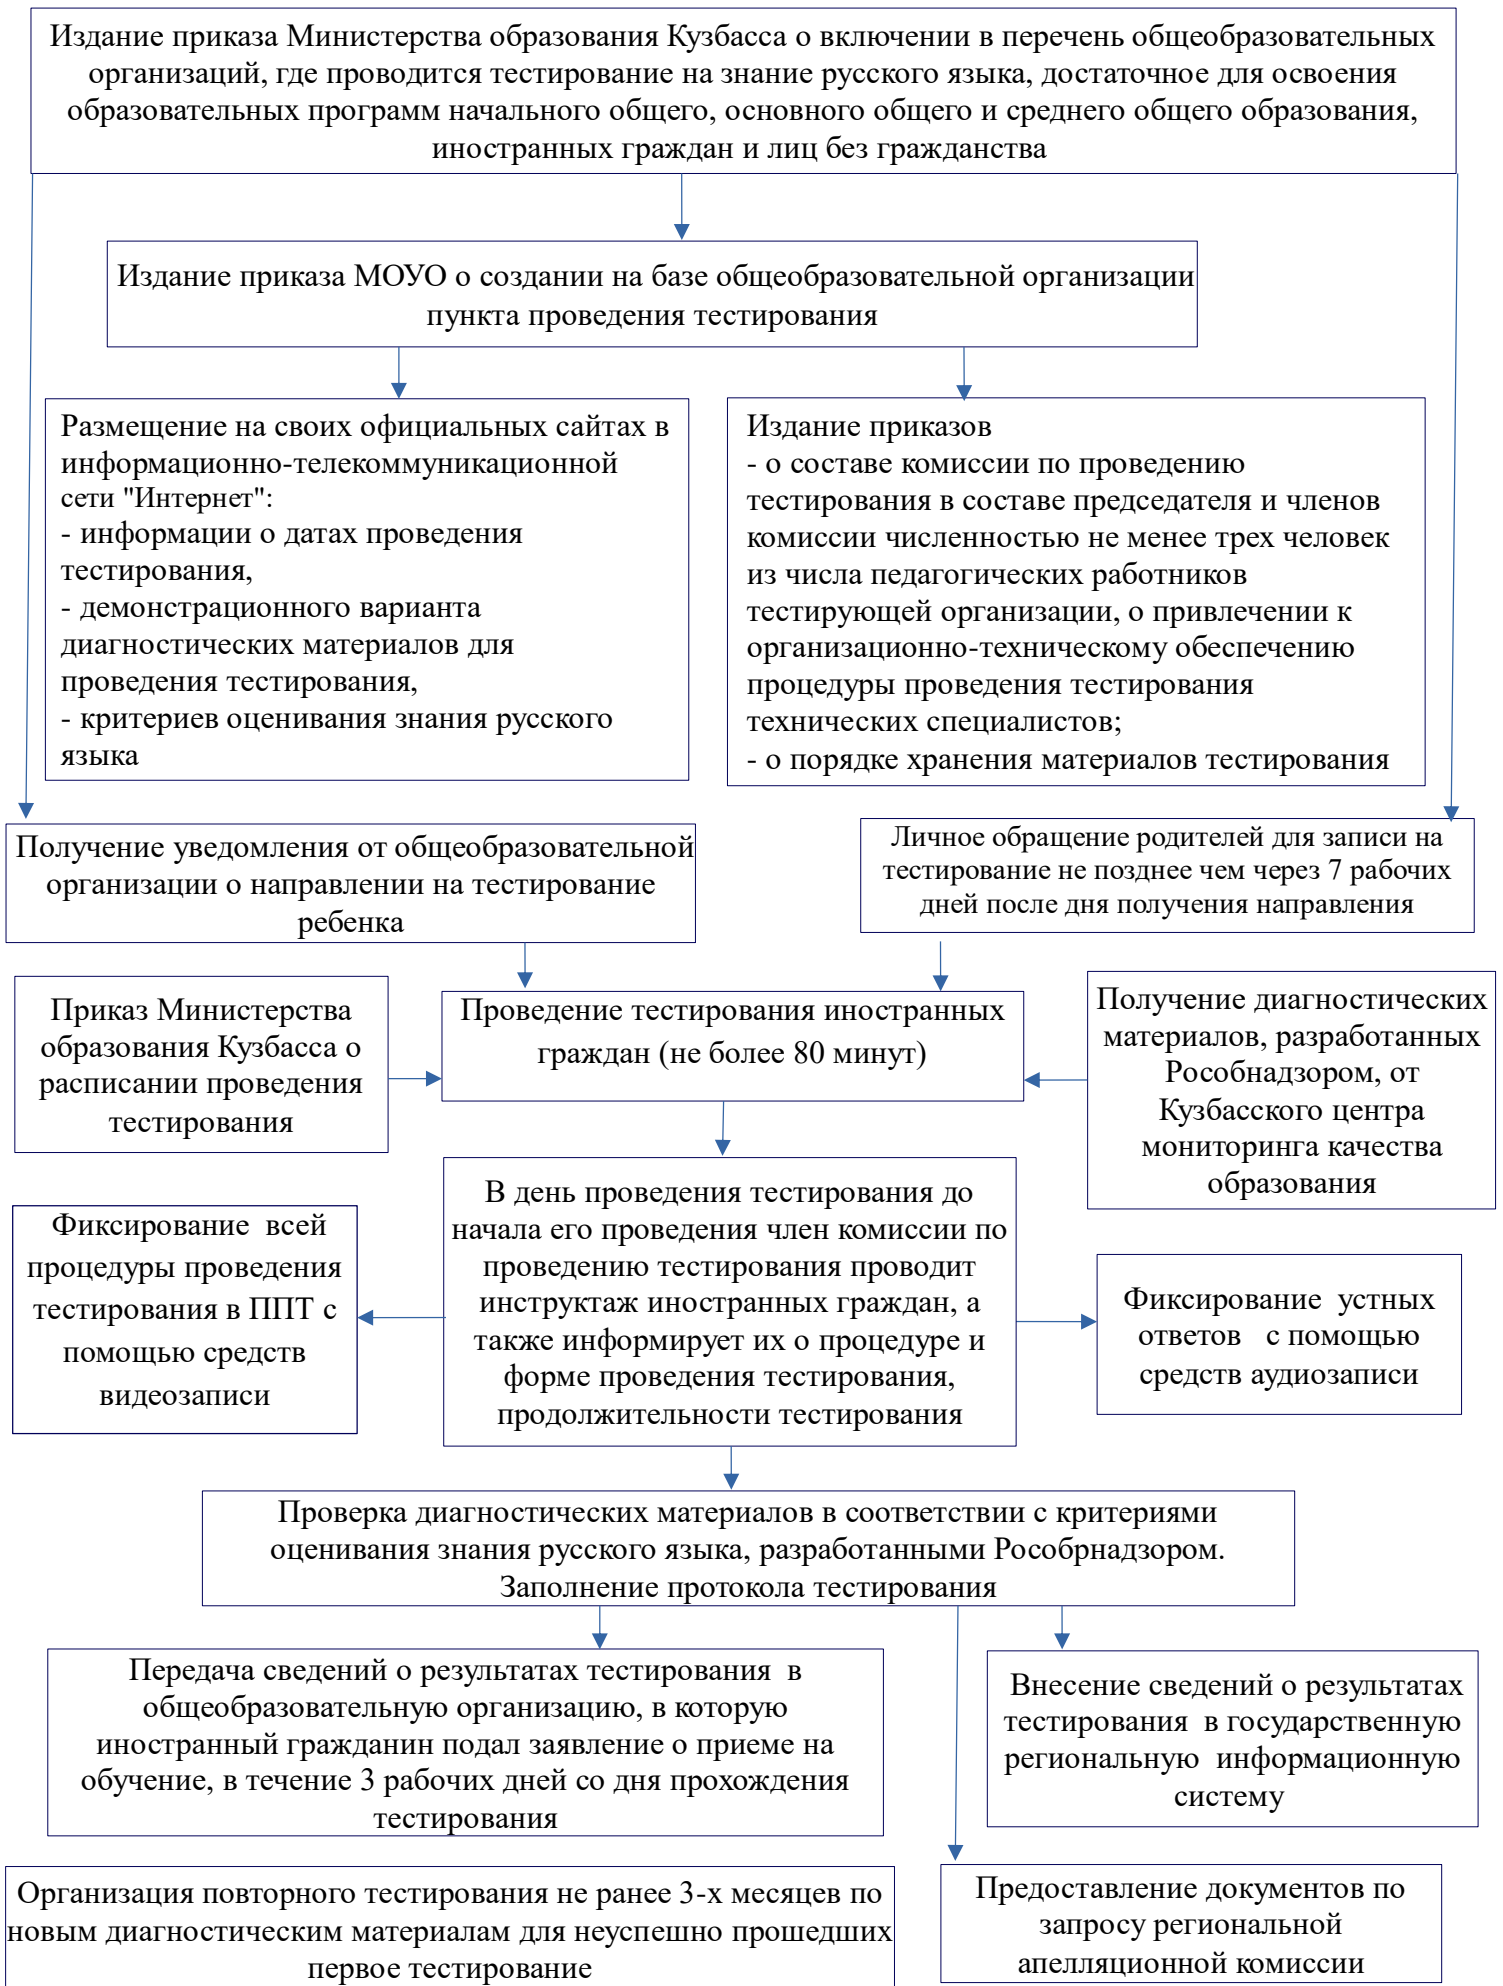 Издание приказа Министерства образования Кузбасса о включении в перечень общеобразовательных
организаций, где проводится тестирование на знание русского языка, достаточное для освоения
образовательных программ начального общего, основного общего и среднего общего образования,
иностранных граждан и лиц без гражданства
Издание приказа МОУО о создании на базе общеобразовательной организации
пункта проведения тестирования
Размещение на своих официальных сайтах в
информационно-телекоммуникационной
сети "Интернет":
- информации о датах проведения
тестирования,
- демонстрационного варианта
диагностических материалов для
проведения тестирования,
- критериев оценивания знания русского
языка
Издание приказов
- о составе комиссии по проведению
тестирования в составе председателя и членов
комиссии численностью не менее трех человек
из числа педагогических работников
тестирующей организации, о привлечении к
организационно-техническому обеспечению
процедуры проведения тестирования
технических специалистов;
- о порядке хранения материалов тестирования
Получение уведомления от общеобразовательной
организации о направлении на тестирование
ребенка
Личное обращение родителей для записи на
тестирование не позднее чем через 7 рабочих
дней после дня получения направления
Приказ Министерства
образования Кузбасса о
расписании проведения
тестирования
Проведение тестирования иностранных
граждан (не более 80 минут)
Получение диагностических
материалов, разработанных
Рособнадзором, от
Кузбасского центра
мониторинга качества
образования
Фиксирование всей
процедуры проведения
тестирования в ППТ с
помощью средств
видеозаписи
В день проведения тестирования до
начала его проведения член комиссии по
проведению тестирования проводит
инструктаж иностранных граждан, а
также информирует их о процедуре и
форме проведения тестирования,
продолжительности тестирования
Фиксирование устных
ответов с помощью
средств аудиозаписи
Проверка диагностических материалов в соответствии с критериями
оценивания знания русского языка, разработанными Рособрнадзором.
Заполнение протокола тестирования
Передача сведений о результатах тестирования в
общеобразовательную организацию, в которую
иностранный гражданин подал заявление о приеме на
обучение, в течение 3 рабочих дней со дня прохождения
тестирования
Внесение сведений о результатах
тестирования в государственную
региональную информационную
систему
Организация повторного тестирования не ранее 3-х месяцев по
новым диагностическим материалам для неуспешно прошедших
первое тестирование
Предоставление документов по
запросу региональной
апелляционной комиссии